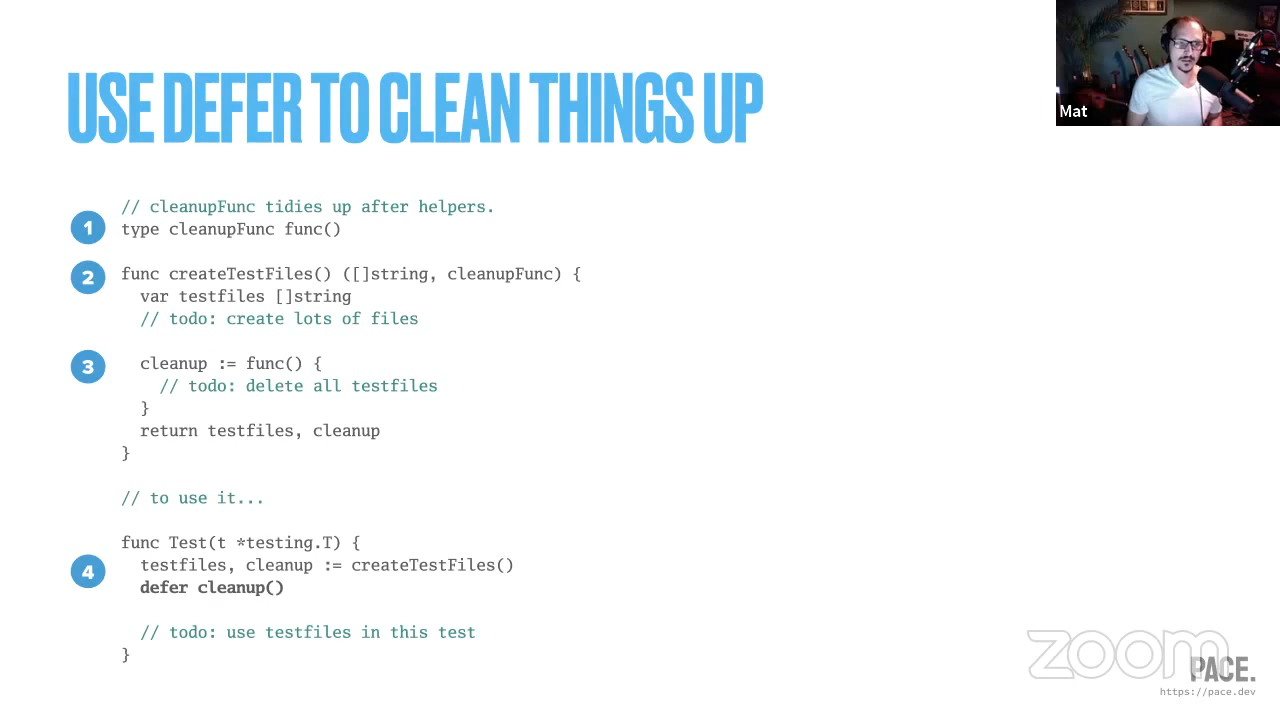 USE DEFER TO CLEAN THINGS UP
Mat
1
// cleanupFunc tidies up after helpers.
type cleanupFunc func()
2
func createTestFiles() ([]string, cleanupFunc) {
var testfiles []string
// todo: create lots of files
3
cleanup := func() {
// todo: delete all testfiles
}
return testfiles, cleanup
}
// to use it...
func Test(t *testing.T) {
4
testfiles, cleanup := createTestFiles()
defer cleanup()
// todo: use testfiles in this test
}
zoom
PACE.
https://pace.dev